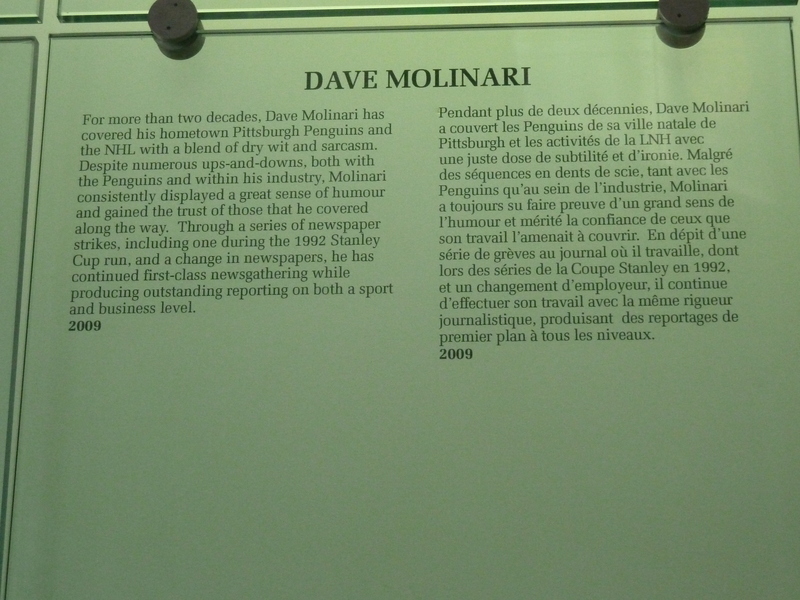 DAVE MOLINARI
For more than two decades, Dave Molinari has
covered his hometown Pittsburgh Penguins and
the NHL with a blend of dry wit and sarcasm.
Despite numerous ups-and-downs, both with
the Penguins and within his industry, Molinari
consistently displayed a great sense of humour
and gained the trust of those that he covered
along the way. Through a series of newspaper
strikes, including one during the 1992 Stanley
Cup run, and a change in newspapers, he has
continued first-class newsgathering while
producing outstanding reporting on both a sport
and business level.
2009
Pendant plus de deux décennies, Dave Molinari
a couvert les Penguins de sa ville natale de
Pittsburgh et les activités de la LNH avec
une juste dose de subtilité et d'ironie. Malgré
des séquences en dents de scie, tant avec les
Penguins qu'au sein de l'industrie, Molinari
a toujours su faire preuve d'un grand sens de
l'humour et mérité la confiance de ceux que
son travail l'amenait à couvrir. En dépit d'une
série de grèves au journal où il travaille, dont
lors des séries de la Coupe Stanley en 1992,
et un changement d'employeur, il continue
d'effectuer son travail avec la même rigueur
journalistique, produisant des reportages de
premier plan à tous les niveaux.
2009